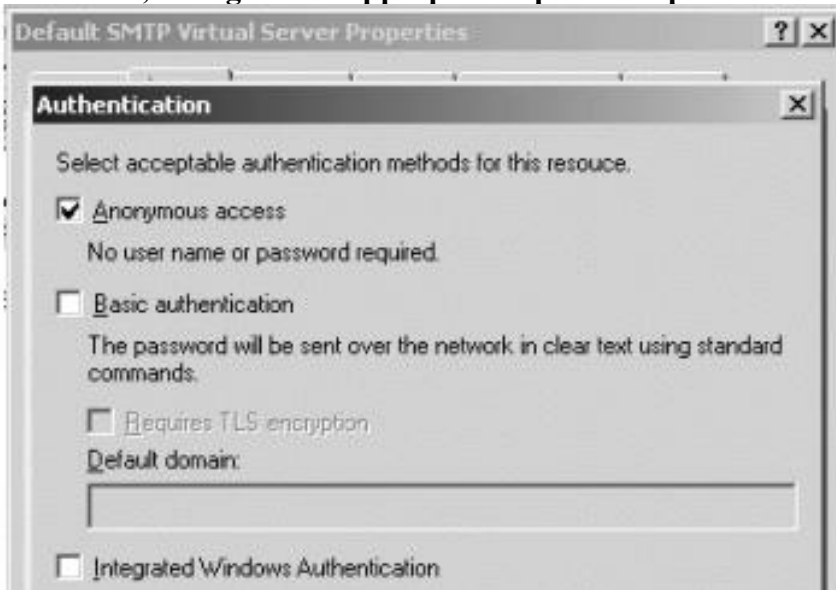 Default SMTP Virtual Server Properties
Authentication
Select acceptable authentication methods for this resouce.
Anonymous access
No user name or password required.
Basic authentication
The password will be sent over the network in clear text using standard
commands.
Requires TLS encryption
Default domain:
Integrated Windows Authentication